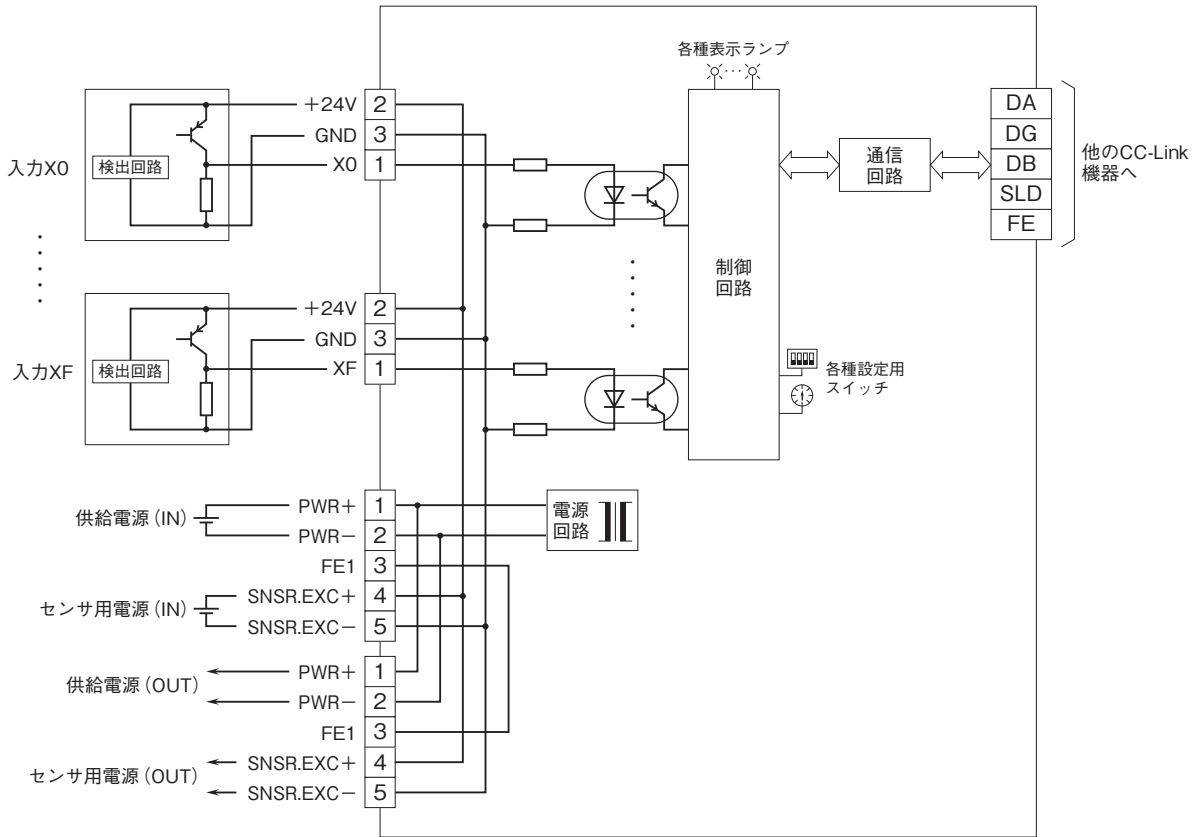 各種表示ランプ
入力X0
検出回路
+24V 2
GND 3
X0 1
入力XF
検出回路
+24V 2
GND 3
XF 1
制御
回路
通信
回路
DA
DG
DB
SLD
FE
他のCC-Link
機器へ
各種設定用
スイッチ
供給電源(IN)
PWR+ 1
PWR− 2
FE1 3
センサ用電源(IN)
SNSR.EXC+ 4
SNSR.EXC− 5
電源
回路
供給電源(OUT)
PWR+ 1
PWR− 2
FE1 3
センサ用電源(OUT)
SNSR.EXC+ 4
SNSR.EXC− 5